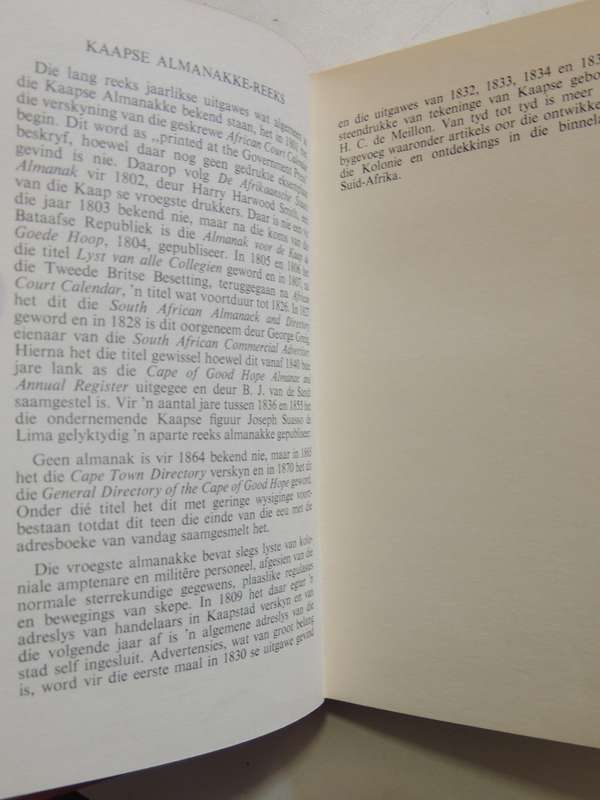 KAAPSE ALMANAKKE-REEKS
Die lang reeks jaarlikse uitgawes wat algemeen as
die Kaapse Almanakke bekend staan, het in 1801, met
die verskyning van die geskrewe African Court Calendar
begin. Dit word as ,,printed at the Government Press"
beskryf, hoewel daar nog geen gedrukte eksemplaar
gevind is nie. Daarop volg De Afrikaansche Staats
Almanak vir 1802, deur Harry Harwood Smith, een
van die Kaap se vroegste drukkers. Daar is nie een vir
die jaar 1803 bekend nie, maar na die koms van die
Bataafse Republiek is die Almanak voor de Kaap de
Goede Hoop, 1804, gepubliseer. In 1805 en 1806 het
die titel Lyst van alle Collegien geword en in 1807, na
die Tweede Britse Besetting, teruggegaan na African
Court Calendar, 'n titel wat voortduur tot 1826. In 1827
het dit die South African Almanack and Directory
geword en in 1828 is dit oorgeneem deur George Greig,
eienaar van die South African Commercial Advertiser.
Hierna het die titel gewissel hoewel dit vanaf 1840 baie
jare lank as die Cape of Good Hope Almanac and
Annual Register uitgegee en deur B. J. van de Sandt
saamgestel is. Vir 'n aantal jare tussen 1836 en 1855 het
die ondernemende Kaapse figuur Joseph Suasso de
Lima gelyktydig 'n aparte reeks almanakke gepubliseer.
Geen almanak is vir 1864 bekend nie, maar in 1865
het die Cape Town Directory verskyn en in 1870 het dit
die General Directory of the Cape of Good Hope geword.
Onder dié titel het dit met geringe wysiginge voort-
bestaan totdat dit teen die einde van die eeu met die
adresboeke van vandag saamgesmelt het.
Die vroegste almanakke bevat slegs lyste van kolo-
niale amptenare en militêre personeel, afgesien van die
normale sterrekundige gegewens, plaaslike regulasies
en bewegings van skepe. In 1809 het daar egter 'n
adreslys van handelaars in Kaapstad verskyn en van
die volgende jaar af is 'n algemene adreslys van die
stad self ingesluit. Advertensies, wat van groot belang
is, word vir die eerste maal in 1830 se uitgawe gevind
en die uitgawes van 1832, 1833, 1834 en 183
steendrukke van tekeninge van Kaapse gebou
H. C. de Meillon. Van tyd tot tyd is meer
bygevoeg waaronder artikels oor die ontwikke
die Kolonie en ontdekkings in die binnela
Suid-Afrika.